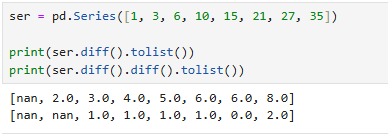 ser = pd.Series([1, 3, 6, 10, 15, 21, 27, 35])
print(ser.diff().tolist())
print(ser.diff().diff().tolist())
[nan, 2.0, 3.0, 4.0, 5.0, 6.0, 6.0, 8.0]
[nan, nan, 1.0, 1.0, 1.0, 1.0, 0.0, 2.0]